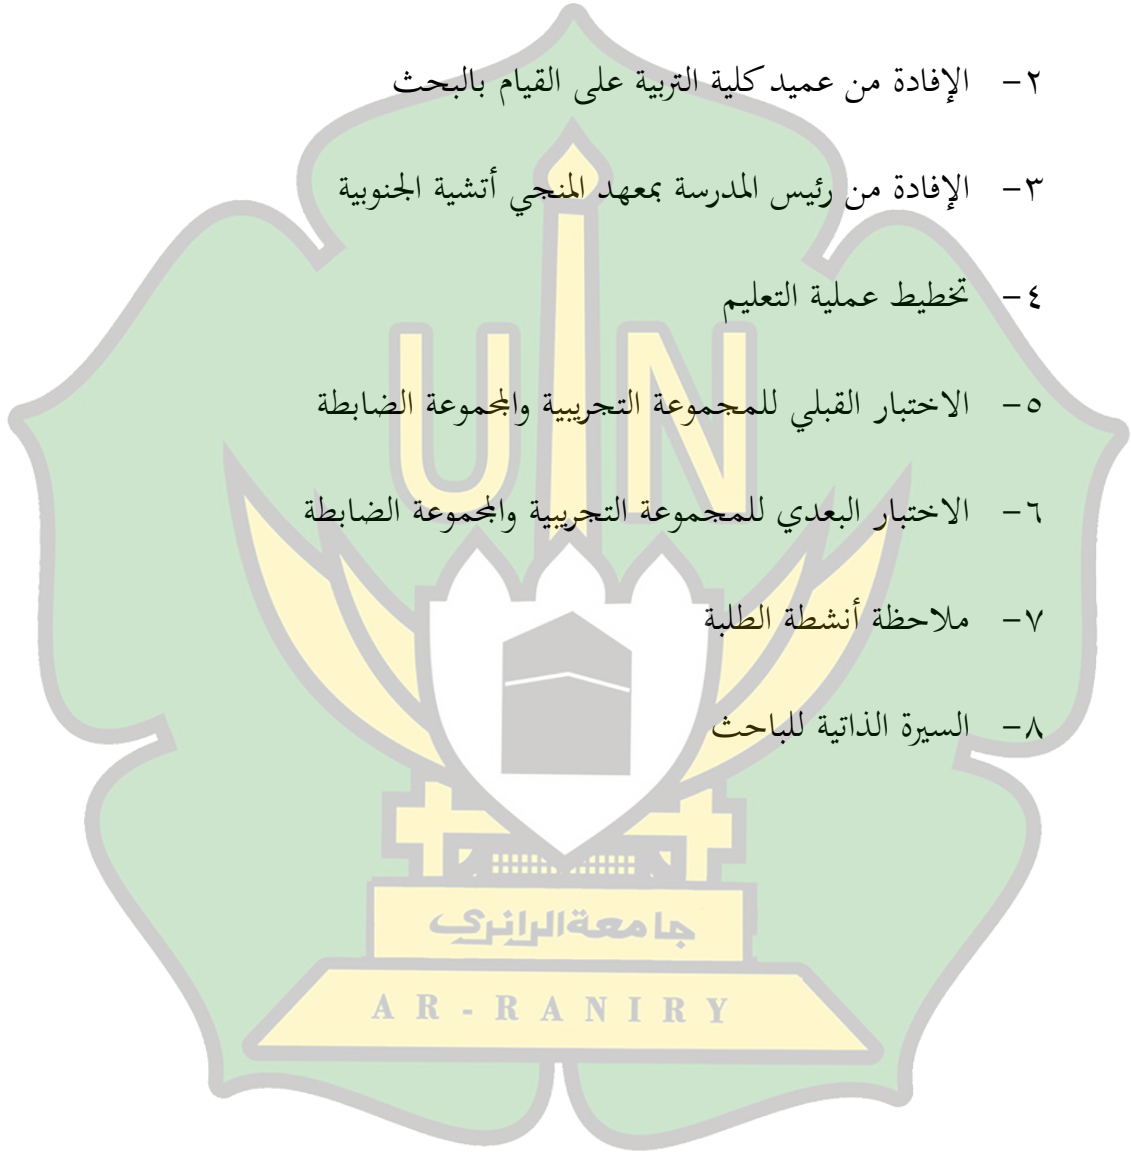 ٢- الإفادة من عميد كلية التربية على القيام بالبحث
٣- الإفادة من رئيس المدرسة بمعهد المنجي أتشية الجنوبية
٤- تخطيط عملية التعليم
٥- الاختبار القبلي للمجموعة التجريبية والمجموعة الضابطة
٦- الاختبار البعدي للمجموعة التجريبية والمجموعة الضابطة
٧- ملاحظة أنشطة الطلبة
٨- السيرة الذاتية للباحث
UIN
جامعة الرانري
AR-RANIRY